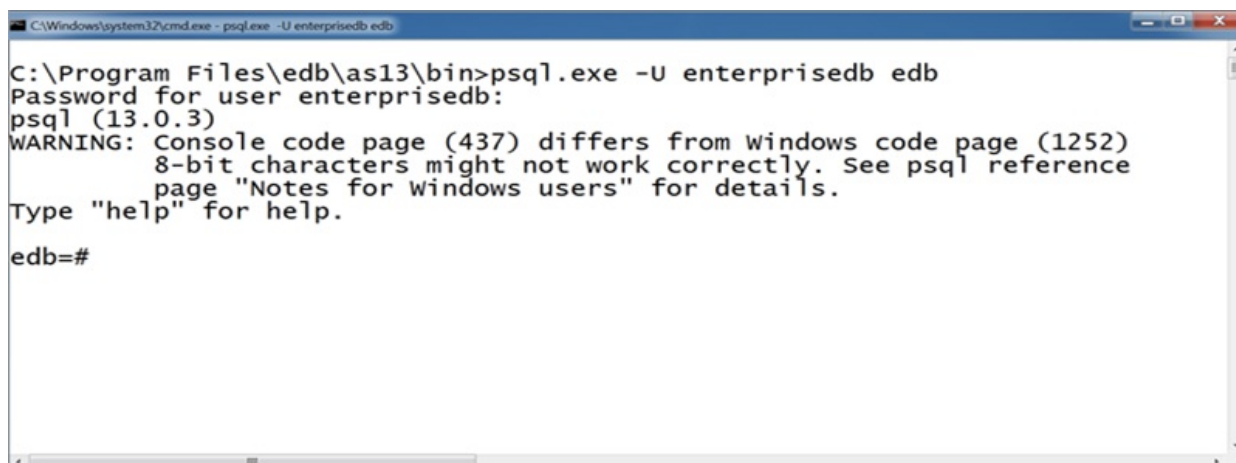 C:\Windows\system32\cmd.exe - psql.exe -U enterprisedb edb
C:\Program Files\edb\as13\bin>psql.exe -U enterprisedb edb
Password for user enterprisedb:
psql (13.0.3)
WARNING: Console code page (437) differs from Windows code page (1252)
8-bit characters might not work correctly. See psql reference
page "Notes for Windows users" for details.
Type "help" for help.
edb=#